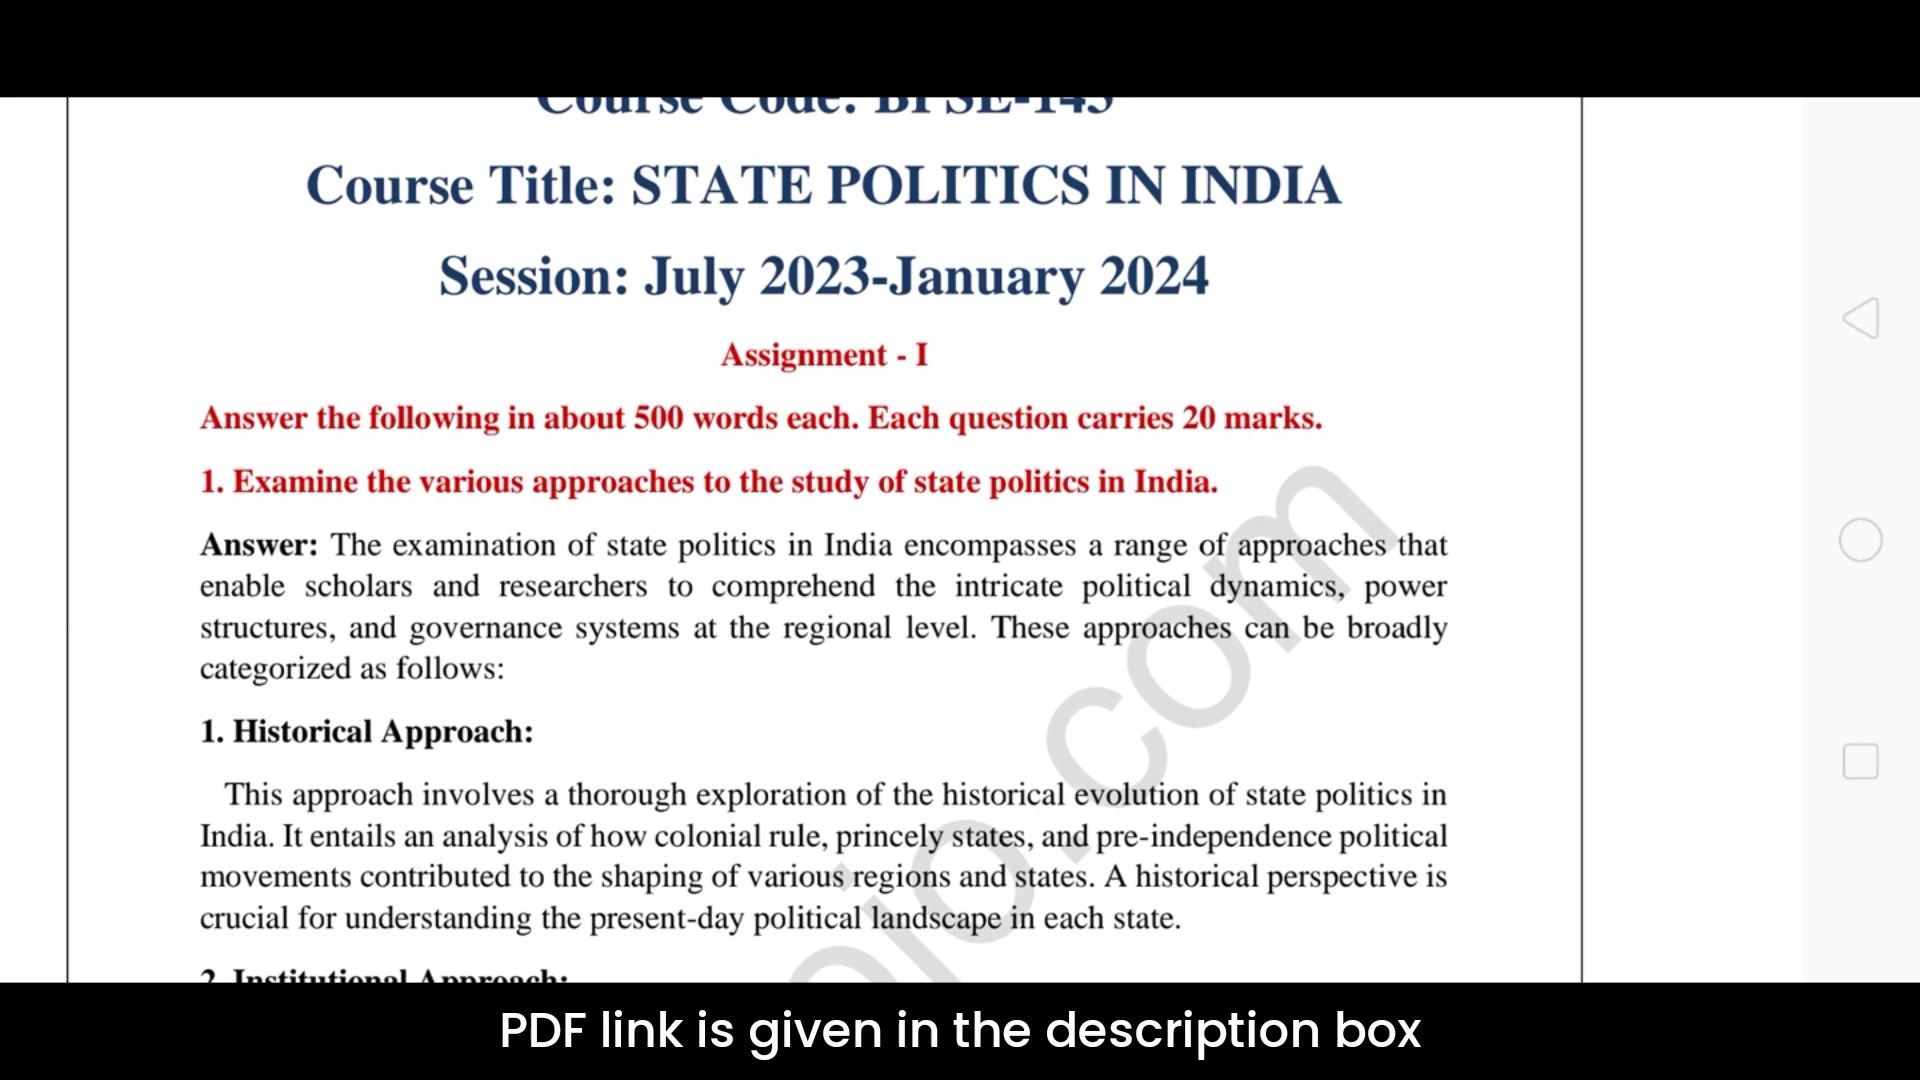 Course Code: BPSE-145
Course Title: STATE POLITICS IN INDIA
Session: July 2023-January 2024
Assignment - I
Answer the following in about 500 words each. Each question carries 20 marks.
1. Examine the various approaches to the study of state politics in India.
Answer: The examination of state politics in India encompasses a range of approaches that
enable scholars and researchers to comprehend the intricate political dynamics, power
structures, and governance systems at the regional level. These approaches can be broadly
categorized as follows:
1. Historical Approach:
This approach involves a thorough exploration of the historical evolution of state politics in
India. It entails an analysis of how colonial rule, princely states, and pre-independence political
movements contributed to the shaping of various regions and states. A historical perspective is
crucial for understanding the present-day political landscape in each state.
2. Institutional Approach:
PDF link is given in the description box